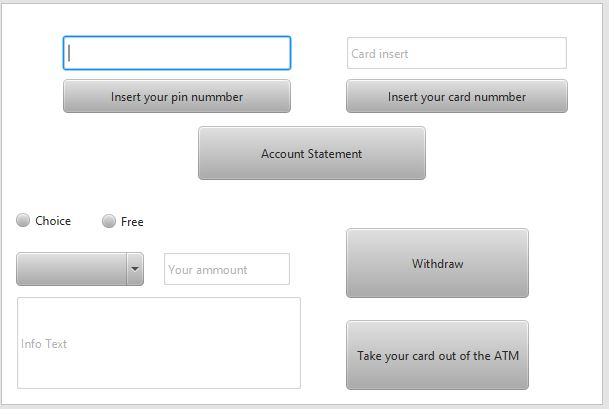 Card insert
Insert your pin nummber
Insert your card nummber
Account Statement
Choice
Free
Your ammount
Withdraw
Info Text
Take your card out of the ATM